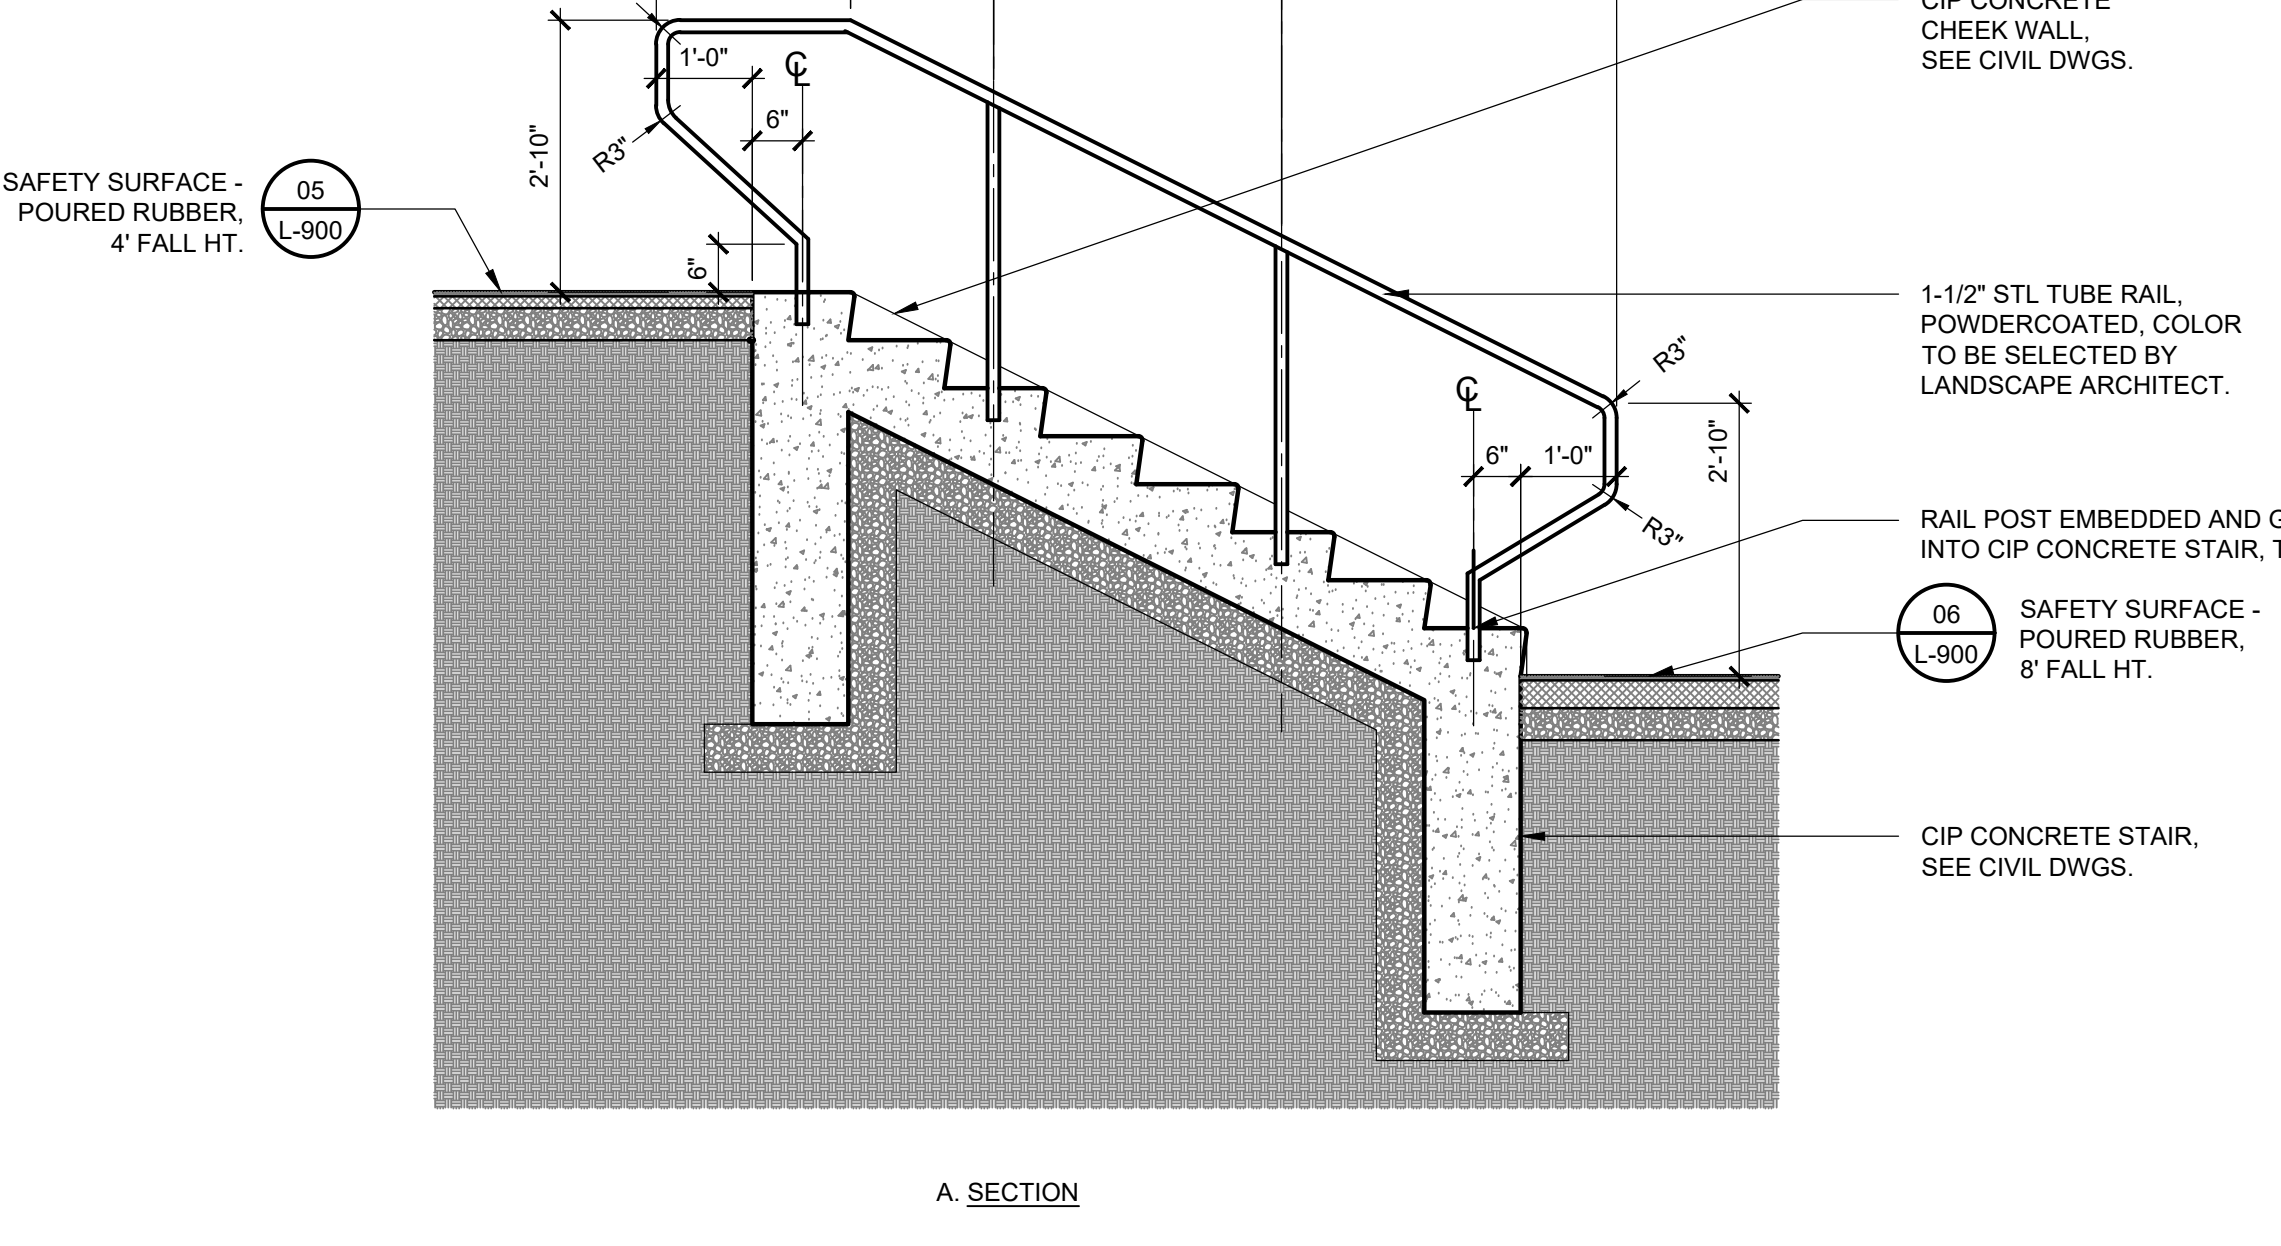 CIP CONCRETE
CHEEK WALL,
SEE CIVIL DWGS.
1'-0"
℄
6"
2'-10"
R3"
SAFETY SURFACE -
POURED RUBBER,
4' FALL HT.
05
L-900
6"
1-1/2" STL TUBE RAIL,
POWDERCOATED, COLOR
TO BE SELECTED BY
LANDSCAPE ARCHITECT.
R3"
℄
6"
1'-0"
2'-10"
R3"
RAIL POST EMBEDDED AND
INTO CIP CONCRETE STAIR,
06
L-900
SAFETY SURFACE -
POURED RUBBER,
8' FALL HT.
CIP CONCRETE STAIR,
SEE CIVIL DWGS.
A. SECTION